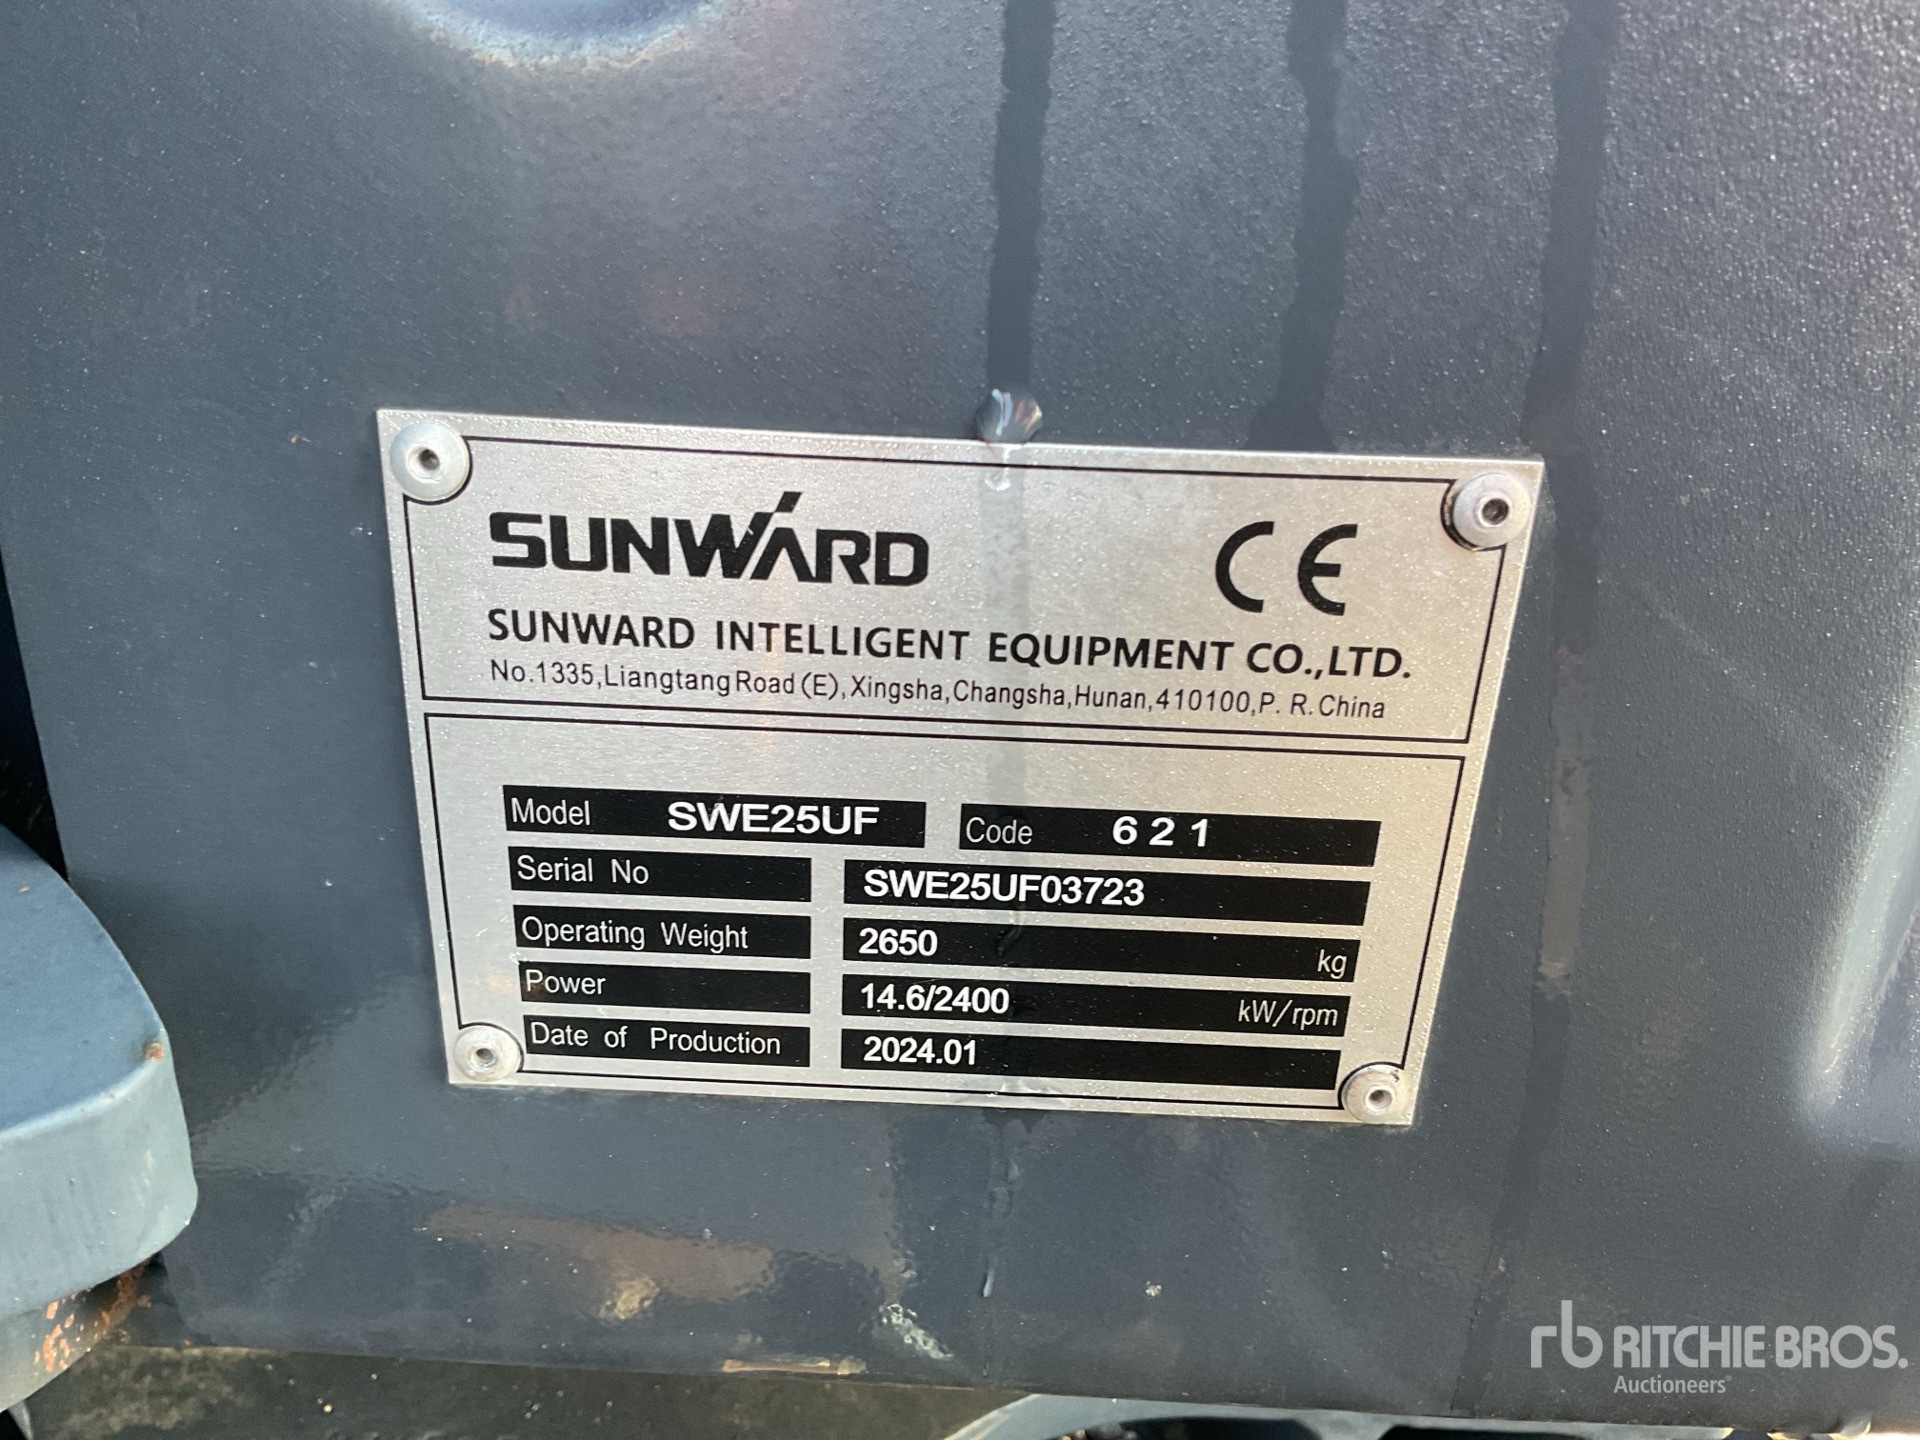 SUNWARD CE
SUNWARD INTELLIGENT EQUIPMENT CO.,LTD.
No.1335,Liangtang Road (E),Xingsha,Changsha,Hunan,410100,P. R. China
Model SWE25UF Code 6 2 1
Serial No SWE25UF03723
Operating Weight 2650 kg
Power 14.6/2400 kW/rpm
Date of Production 2024.01
rb RITCHIE BROS.
Auctioneers